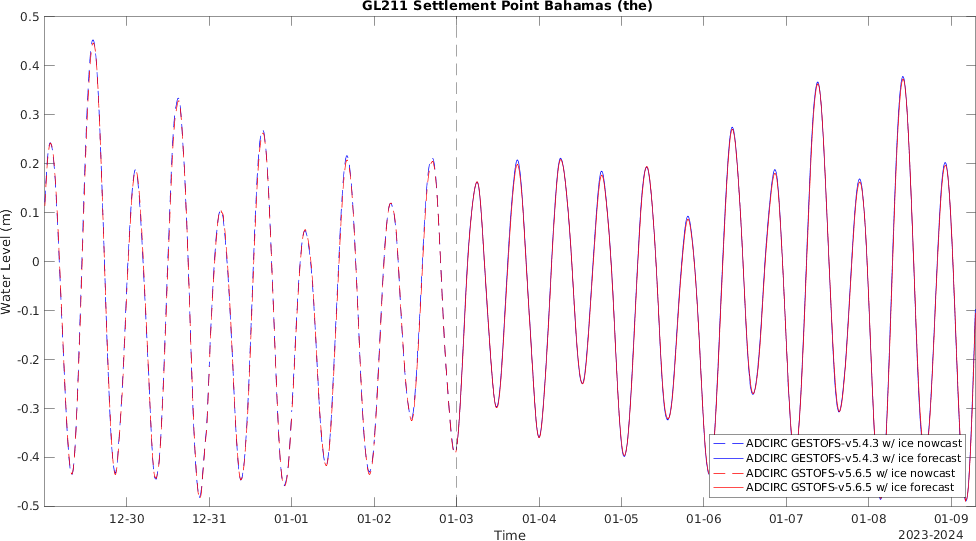 GL211 Settlement Point Bahamas (the)
0.5
0.4
0.3
0.2
0.1
0
-0.1
-0.2
-0.3
-0.4
-0.5
Water Level (m)
ADCIRC GESTOFS-v5.4.3 w/ ice nowcast
ADCIRC GESTOFS-v5.4.3 w/ ice forecast
ADCIRC GSTOFS-v5.6.5 w/ ice nowcast
ADCIRC GSTOFS-v5.6.5 w/ ice forecast
12-30 12-31 01-01 01-02 01-03 01-04 01-05 01-06 01-07 01-08 01-09
Time
2023-2024